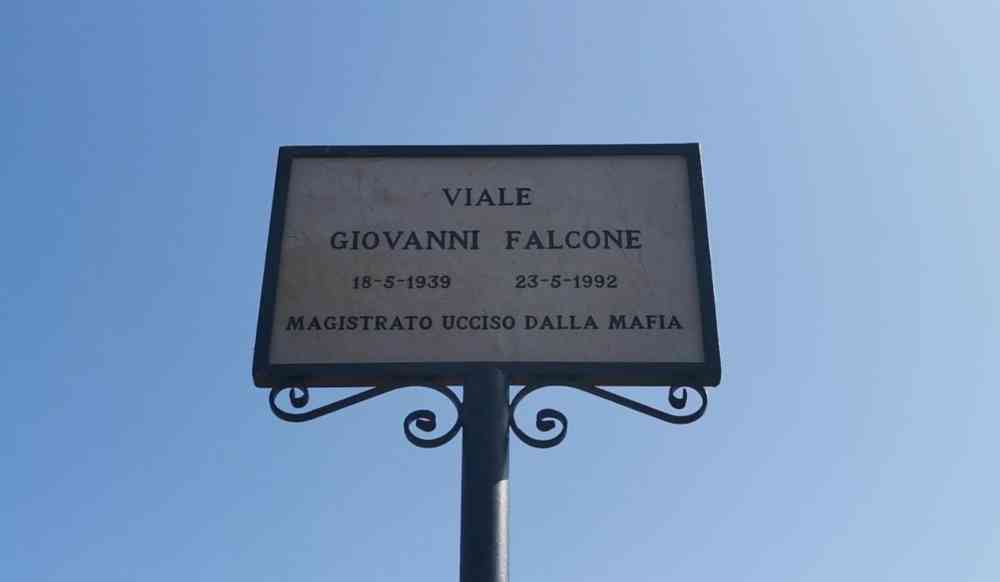 VIALE
GIOVANNI FALCONE
18-5-1939 23-5-1992
MAGISTRATO UCCISO DALLA MAFIA